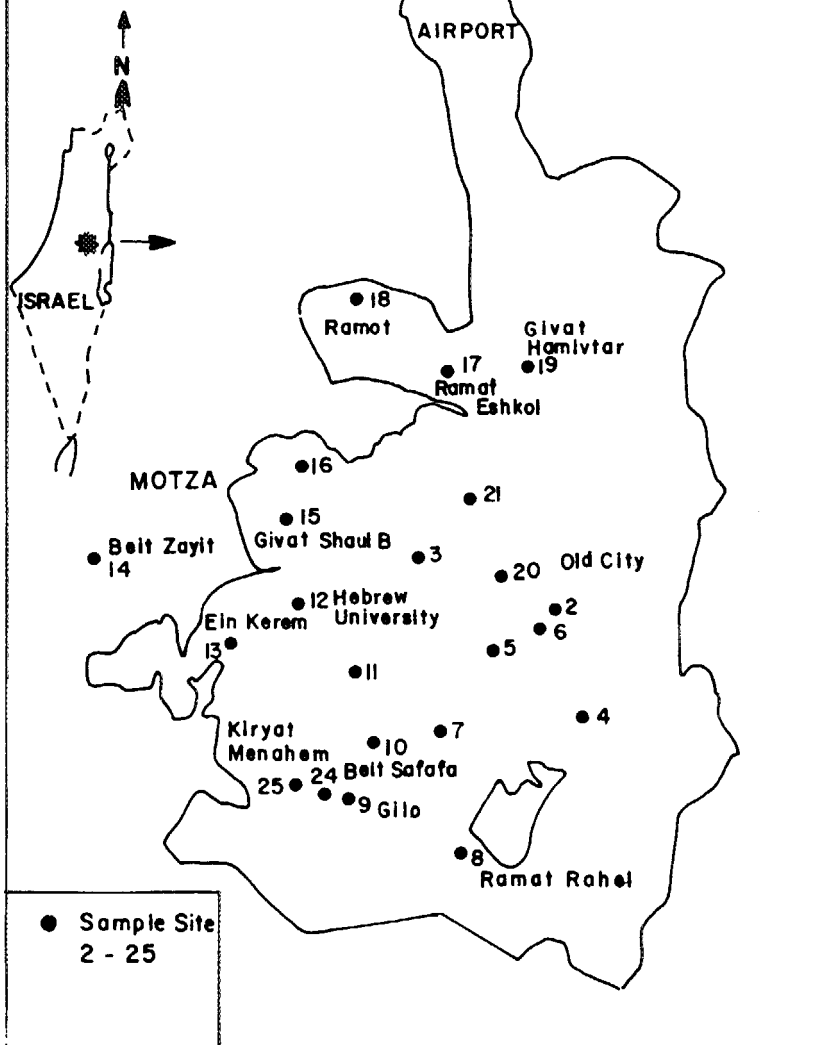 AIRPORT
N
ISRAEL
18
Ramot
Givat
Hamivtar
17
19
Ramat
Eshkol
16
MOTZA
21
15
Givat Shaul B
Beit Zayit
14
3
Old City
20
12 Hebrew
University
2
Ein Kerem
6
13
5
11
4
Kiryat
Menahem
7
10
Beit Safafa
24
25
9 Gilo
8
Ramat Rahel
Sample Site
2 - 25